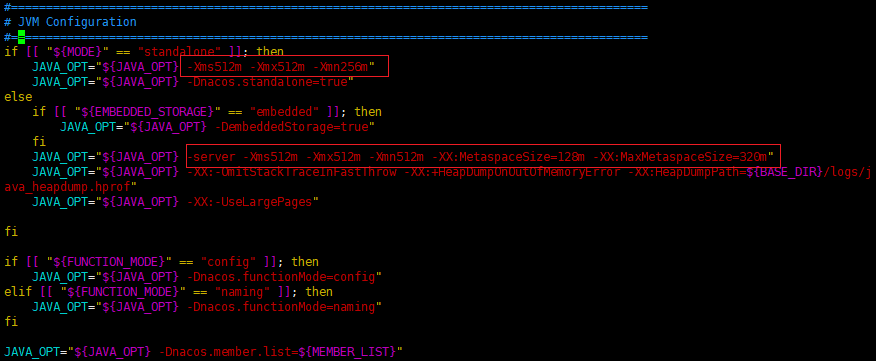 #===========================================================================================
# JVM Configuration
#===========================================================================================
if [[ "${MODE}" == "standalone" ]]; then
    JAVA_OPT="${JAVA_OPT} -Xms512m -Xmx512m -Xmn256m"
    JAVA_OPT="${JAVA_OPT} -Dnacos.standalone=true"
else
    if [[ "${EMBEDDED_STORAGE}" == "embedded" ]]; then
        JAVA_OPT="${JAVA_OPT} -DembeddedStorage=true"
    fi
    JAVA_OPT="${JAVA_OPT} -server -Xms512m -Xmx512m -Xmn512m -XX:MetaspaceSize=128m -XX:MaxMetaspaceSize=320m"
    JAVA_OPT="${JAVA_OPT} -XX:-OmitStackTraceInFastThrow -XX:+HeapDumpOnOutOfMemoryError -XX:HeapDumpPath=${BASE_DIR}/logs/j
ava_heapdump.hprof"
    JAVA_OPT="${JAVA_OPT} -XX:-UseLargePages"
fi
if [[ "${FUNCTION_MODE}" == "config" ]]; then
    JAVA_OPT="${JAVA_OPT} -Dnacos.functionMode=config"
elif [[ "${FUNCTION_MODE}" == "naming" ]]; then
    JAVA_OPT="${JAVA_OPT} -Dnacos.functionMode=naming"
fi
JAVA_OPT="${JAVA_OPT} -Dnacos.member.list=${MEMBER_LIST}"